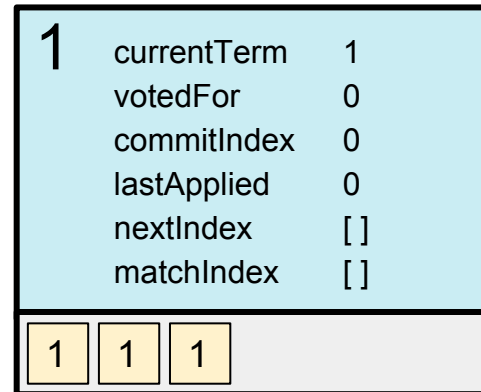 1
currentTerm 1
votedFor 0
commitIndex 0
lastApplied 0
nextIndex [ ]
matchIndex [ ]
1 1 1